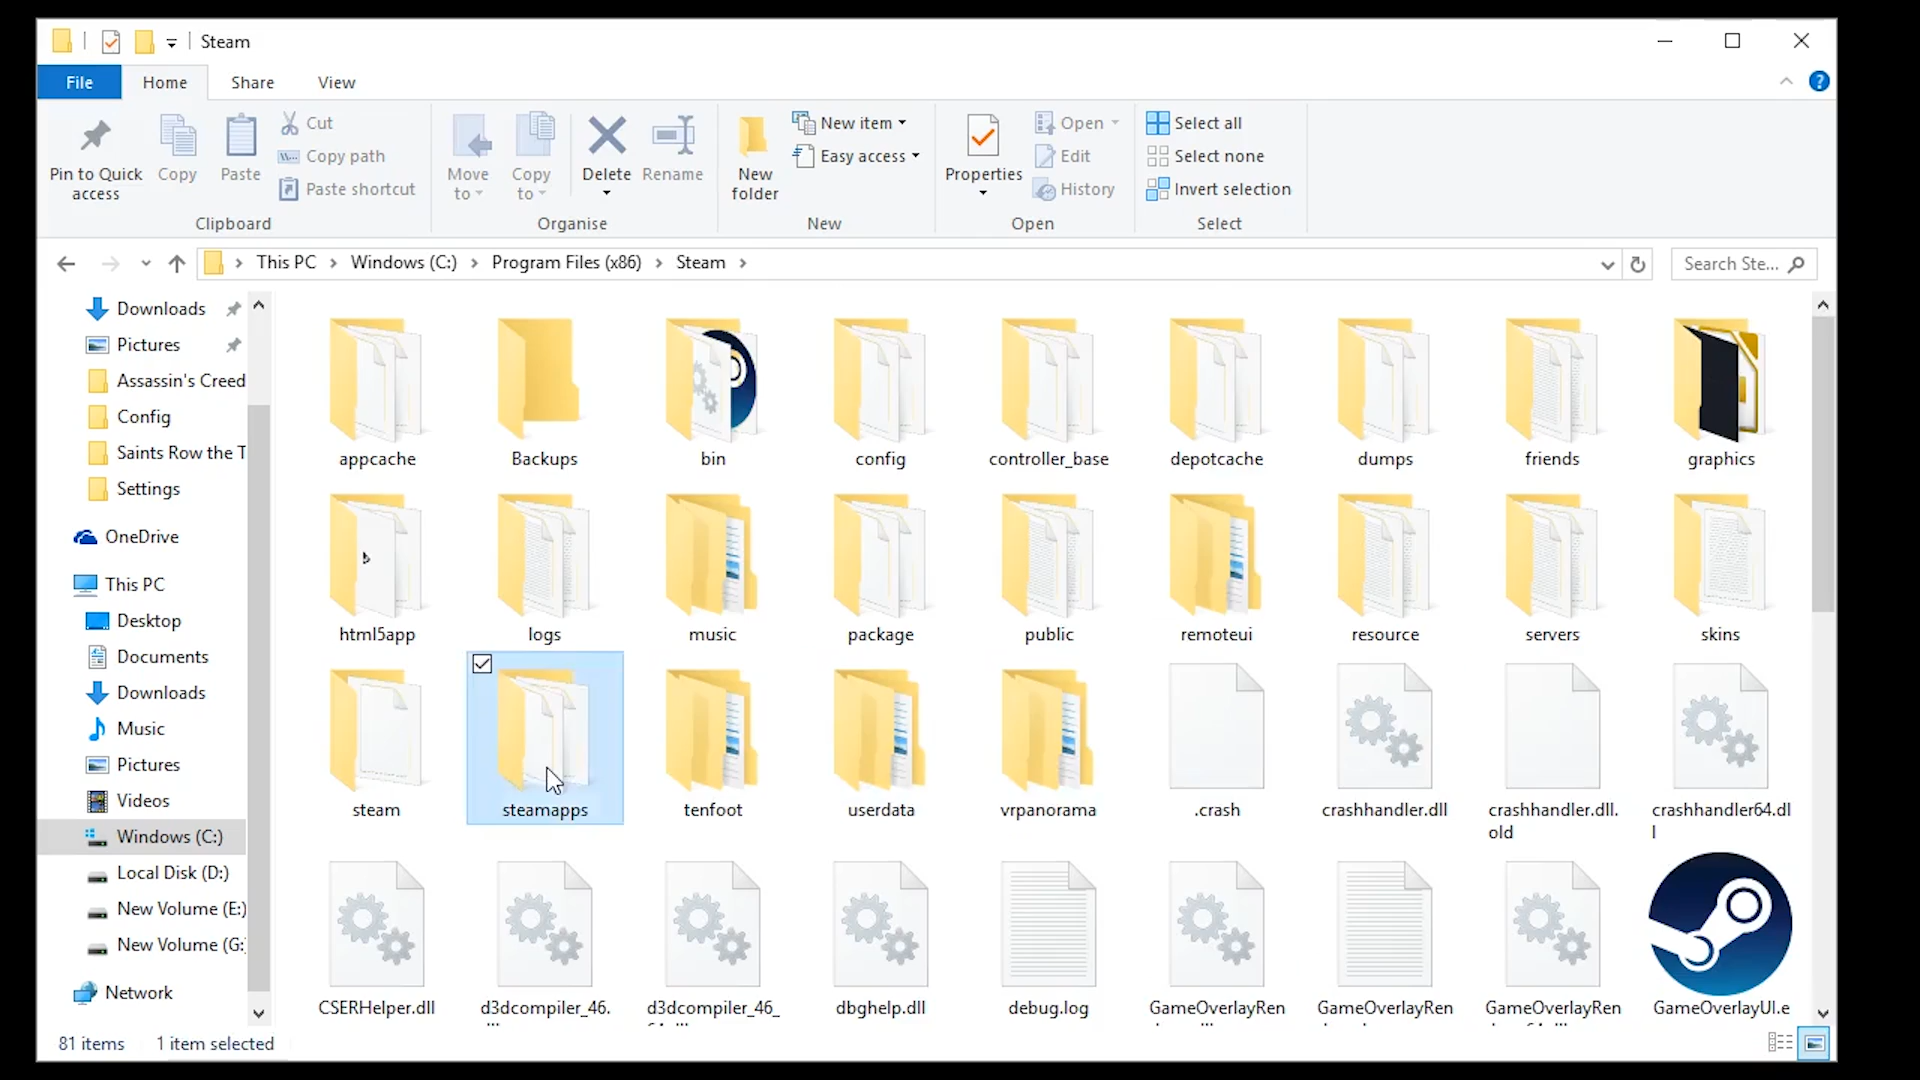 Steam
File Home Share View
Pin to Quick access
Copy
Paste
Cut
Copy path
Paste shortcut
Clipboard
Move to
Copy to
Delete
Rename
Organise
New folder
New item
Easy access
New
Properties
Open
Edit
History
Open
Select all
Select none
Invert selection
Select
This PC Windows (C:) Program Files (x86) Steam
Search Ste...
Downloads
Pictures
Assassin's Creed
Config
Saints Row the T
Settings
OneDrive
This PC
Desktop
Documents
Downloads
Music
Pictures
Videos
Windows (C:)
Local Disk (D:)
New Volume (E:)
New Volume (G:
Network
appcache Backups bin config controller_base depotcache dumps friends graphics
html5app logs music package public remoteui resource servers skins
steam steamapps tenfoot userdata vrpanorama .crash crashhandler.dll crashhandler.dll. crashhandler64.dl
old l
CSERHelper.dll d3dcompiler_46. d3dcompiler_46_ dbghelp.dll debug.log GameOverlayRen GameOverlayRen GameOverlayRen GameOverlayUI.e
81 items 1 item selected